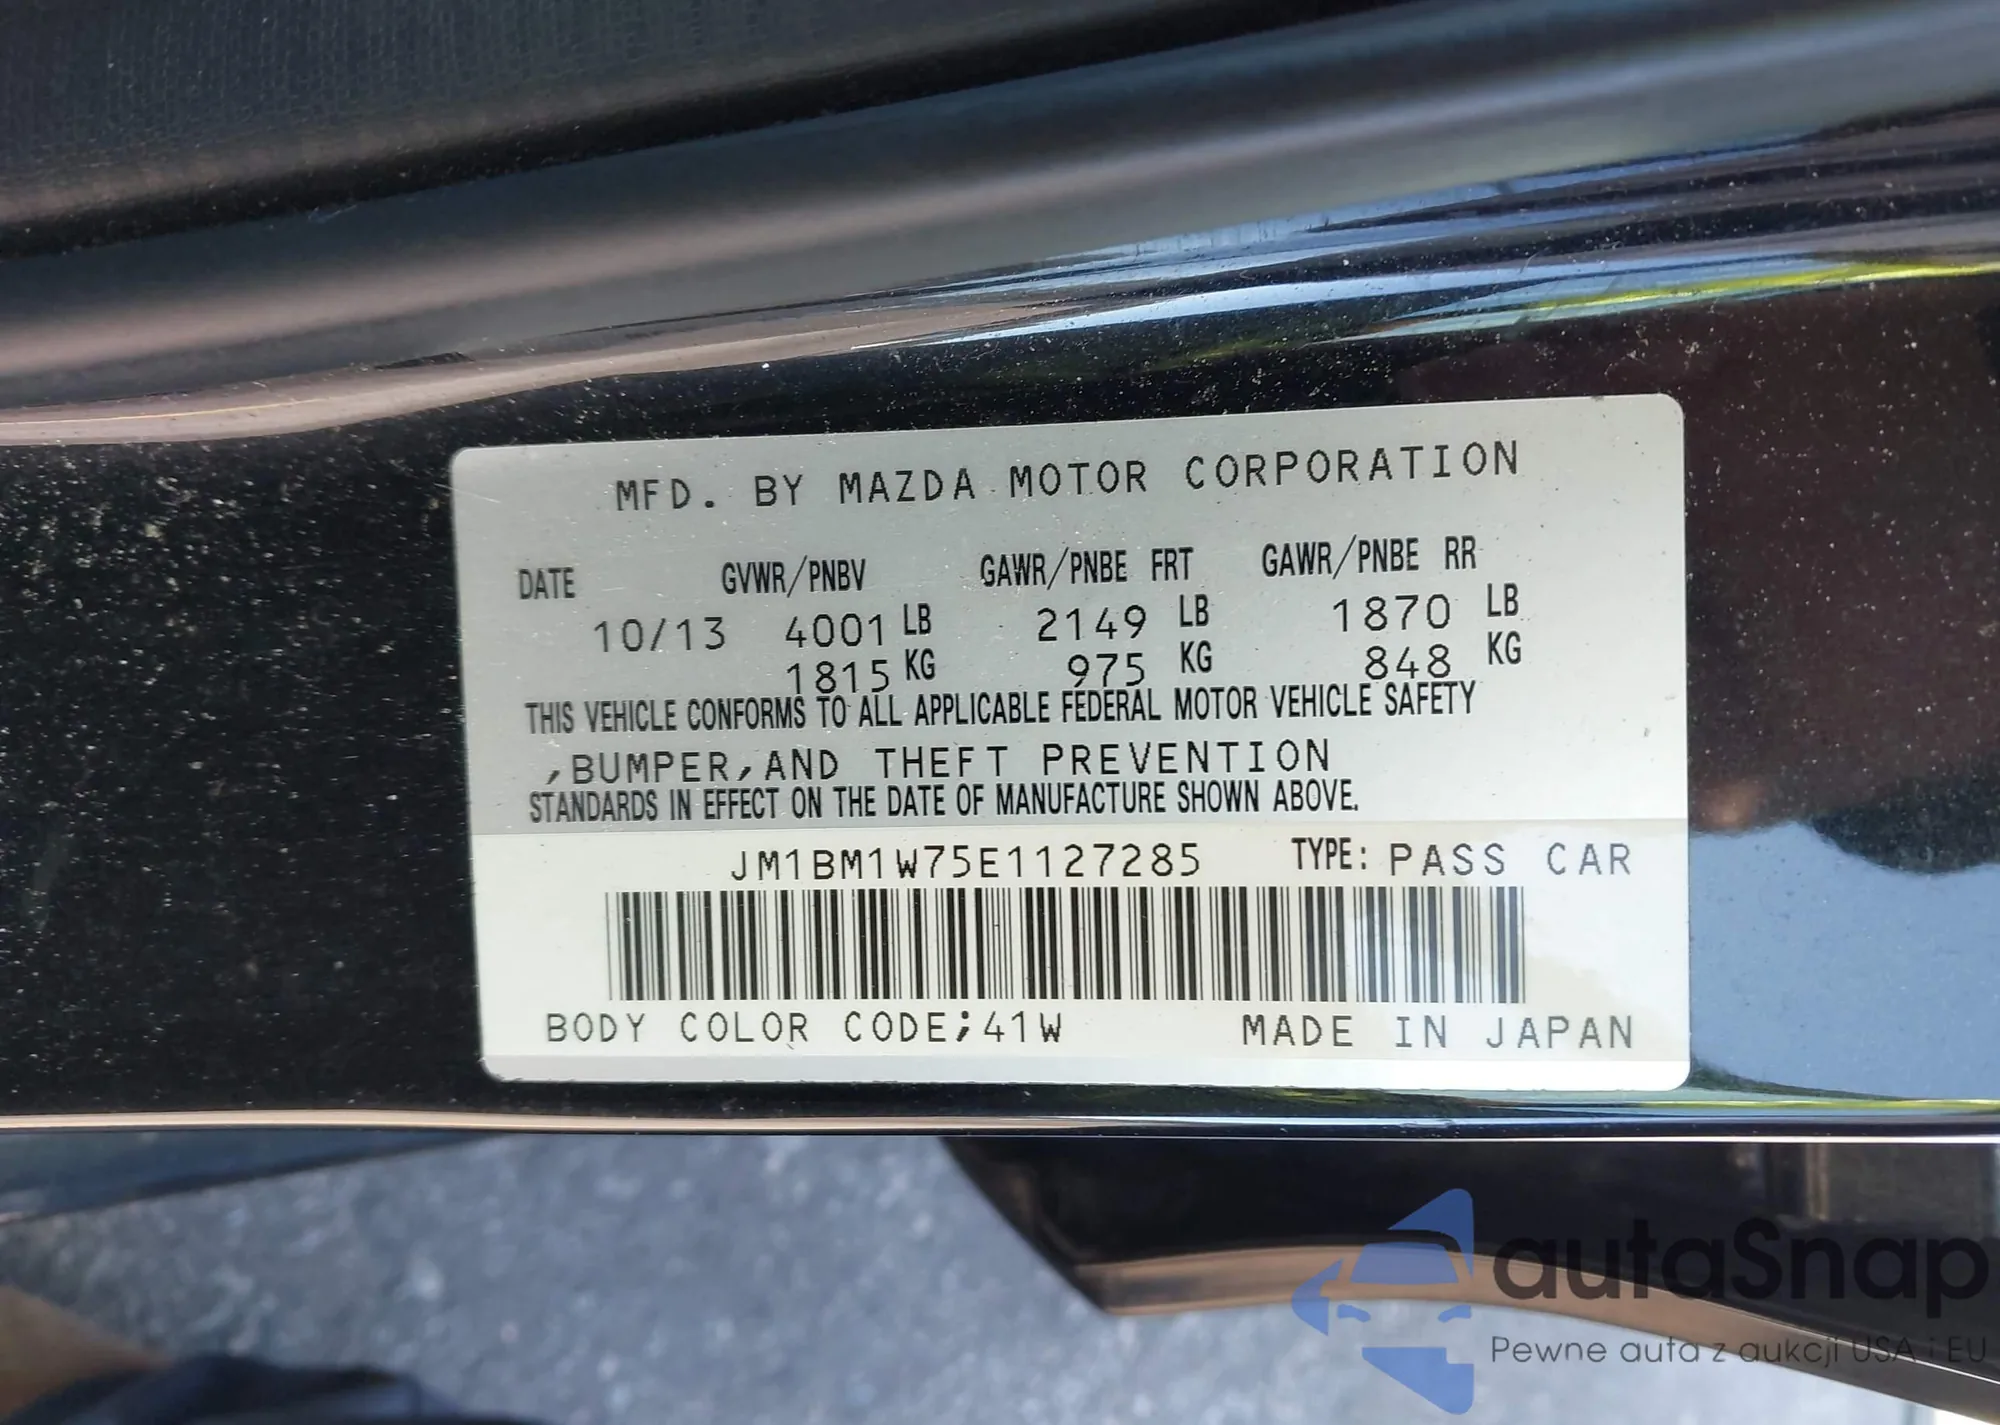 MFD. BY MAZDA MOTOR CORPORATION
DATE GVWR/PNBV GAWR/PNBE FRT GAWR/PNBE RR
10/13 4001 LB 2149 LB 1870 LB
1815 KG 975 KG 848 KG
THIS VEHICLE CONFORMS TO ALL APPLICABLE FEDERAL MOTOR VEHICLE SAFETY
,BUMPER,AND THEFT PREVENTION
STANDARDS IN EFFECT ON THE DATE OF MANUFACTURE SHOWN ABOVE.
JM1BM1W75E1127285 TYPE: PASS CAR
BODY COLOR CODE;41W MADE IN JAPAN
autaSnap
Pewne auta z aukcji USA i EU